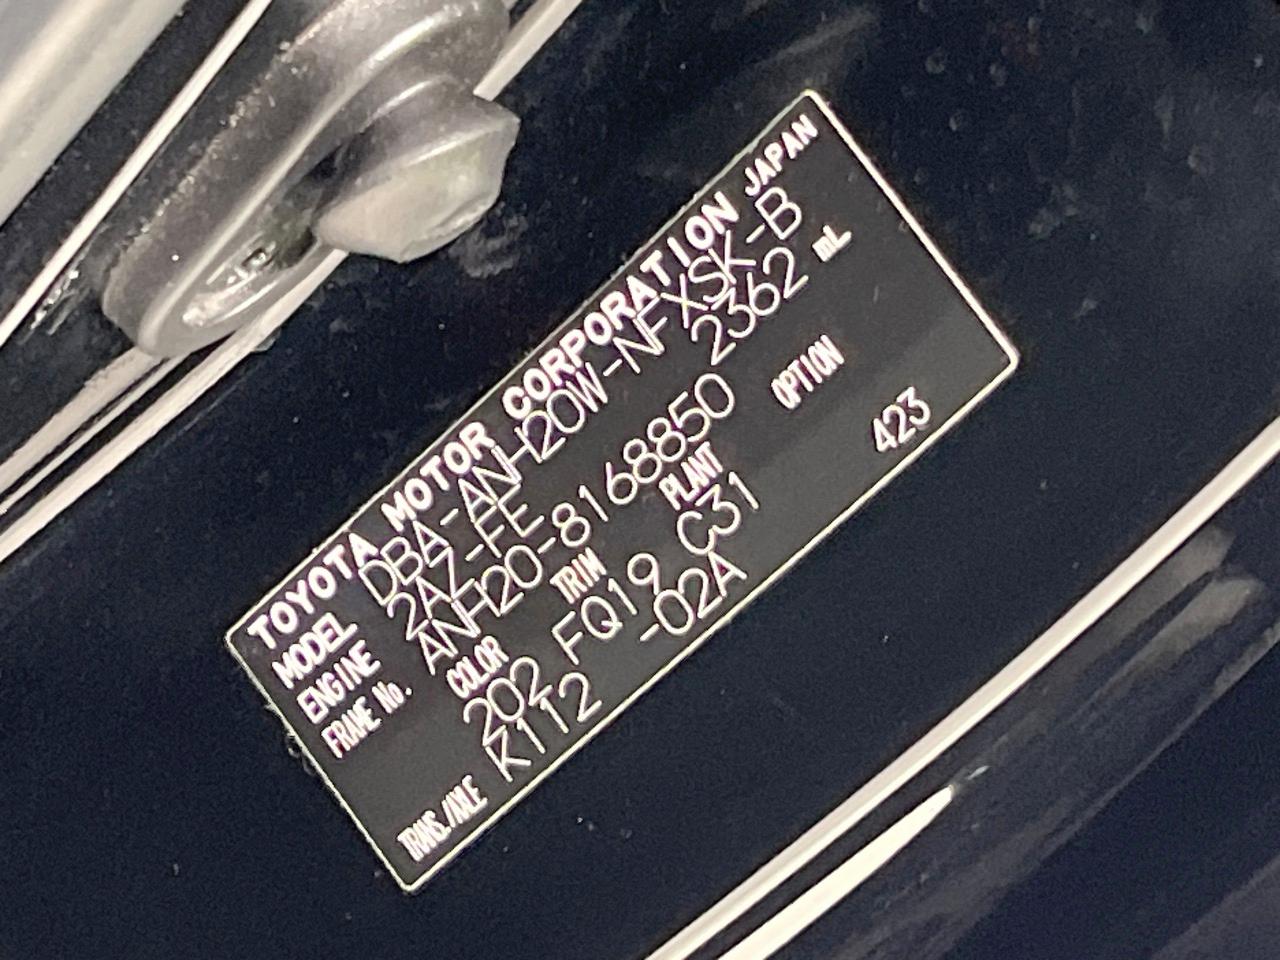 TOYOTA MOTOR CORPORATION JAPAN
MODEL DBA-ANH20W-NFXSK-B
ENGINE 2AZ-FE 2362 mL
FRAME No. ANH20-8168850
COLOR TRIM PLANT OPTION
202 FQ19 C31 423
TRANS./AXLE K112 -02A